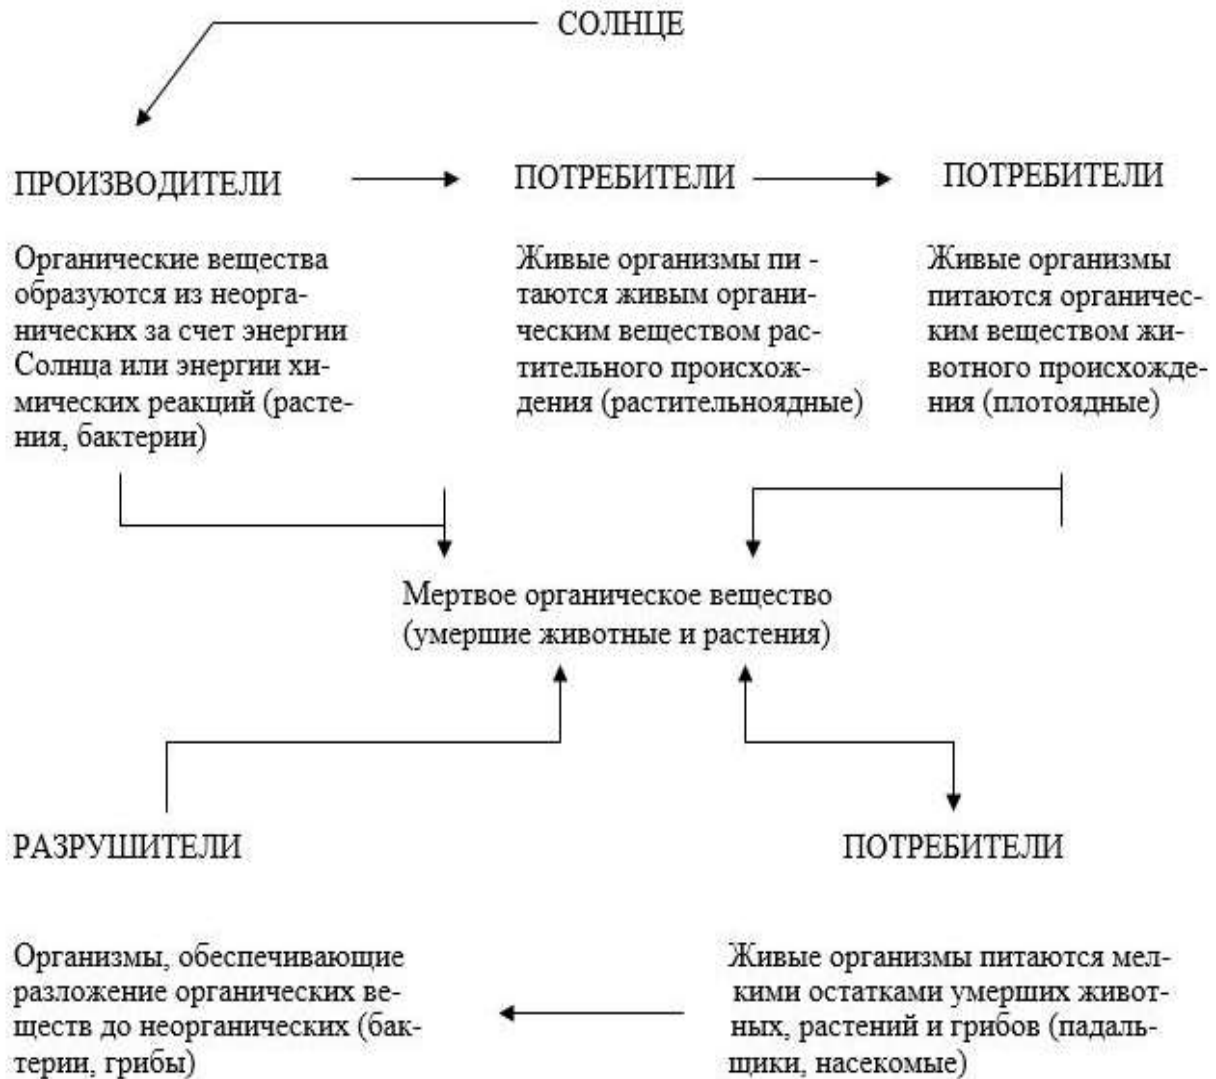 СОЛНЦЕ
ПРОИЗВОДИТЕЛИ
ПОТРЕБИТЕЛИ
ПОТРЕБИТЕЛИ
Органические вещества
образуются из неорга-
нических за счет энергии
Солнца или энергии хи-
мических реакций (расте-
ния, бактерии)
Живые организмы пи -
таются живым органи-
ческим веществом рас-
тительного происхож-
дения (растительноядные)
Живые организмы
питаются органичес-
ким веществом жи-
вотного происхожде-
ния (плотоядные)
Мертвое органическое вещество
(умершие животные и растения)
РАЗРУШИТЕЛИ
ПОТРЕБИТЕЛИ
Организмы, обеспечивающие
разложение органических ве-
ществ до неорганических (бак-
терии, грибы)
Живые организмы питаются мел-
кими остатками умерших живот-
ных, растений и грибов (падаль-
щики, насекомые)